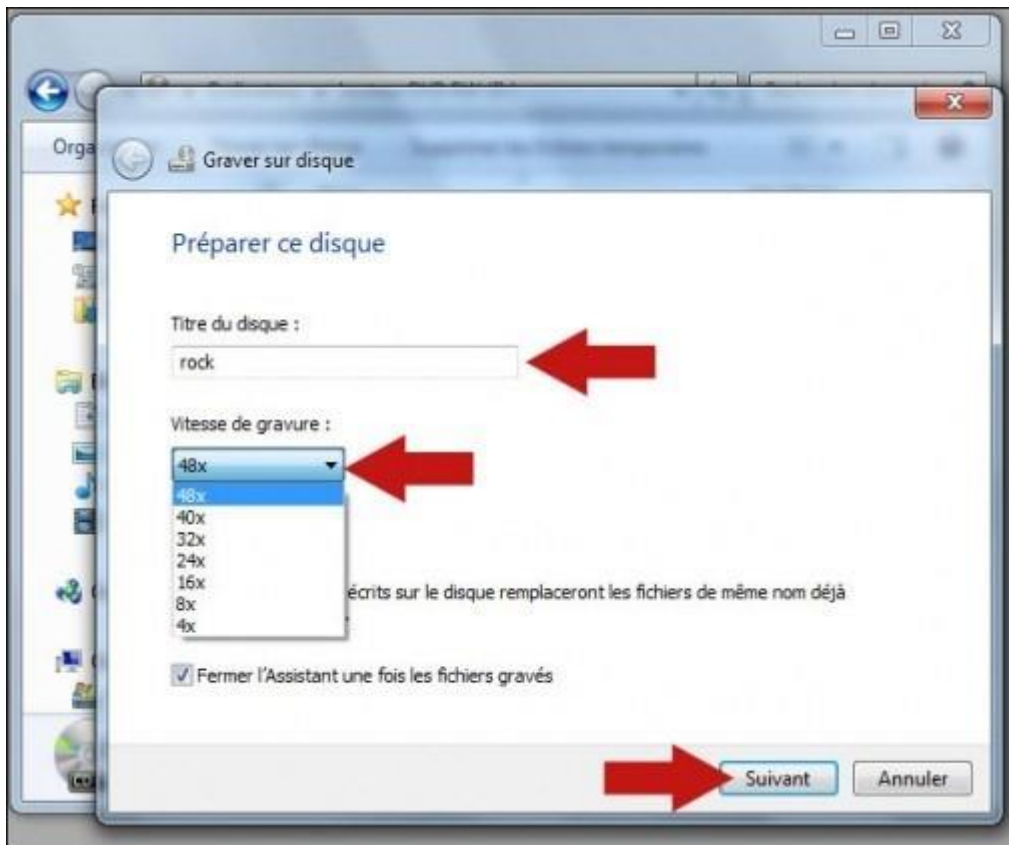 Orga
Graver sur disque
Préparer ce disque
Titre du disque :
rock
Vitesse de gravure :
48x
48x
40x
32x
24x
16x
8x
4x
écrits sur le disque remplaceront les fichiers de même nom déjà
Fermer l'Assistant une fois les fichiers gravés
Suivant Annuler